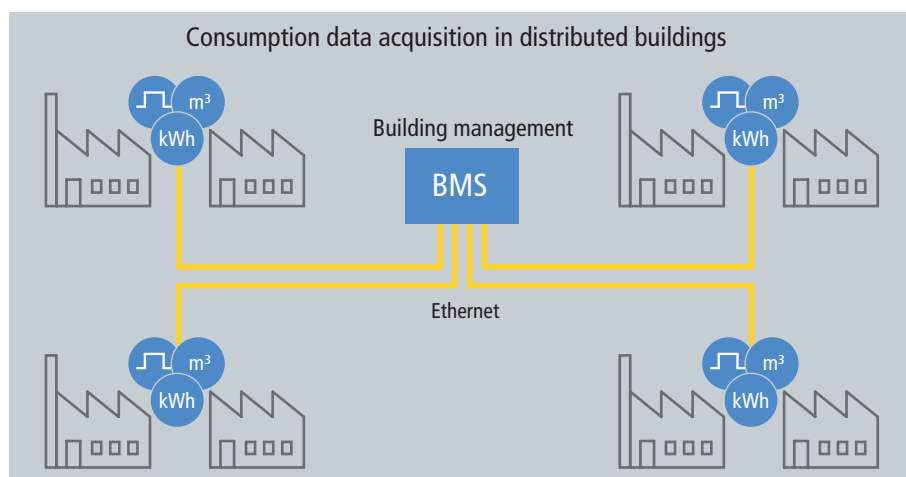 Consumption data acquisition in distributed buildings
m³
kWh
m³
kWh
Building management
BMS
Ethernet
m³
kWh
m³
kWh